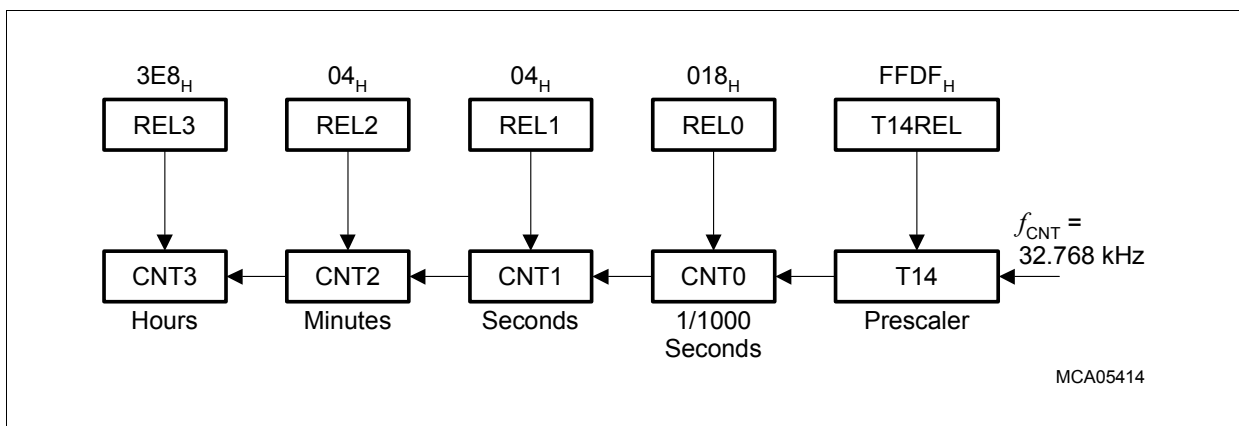 3E8H 04H 04H 018H FFDFH
REL3 REL2 REL1 REL0 T14REL
fCNT =
32.768 kHz
CNT3 CNT2 CNT1 CNT0 T14
Hours Minutes Seconds 1/1000 Prescaler
Seconds
MCA05414